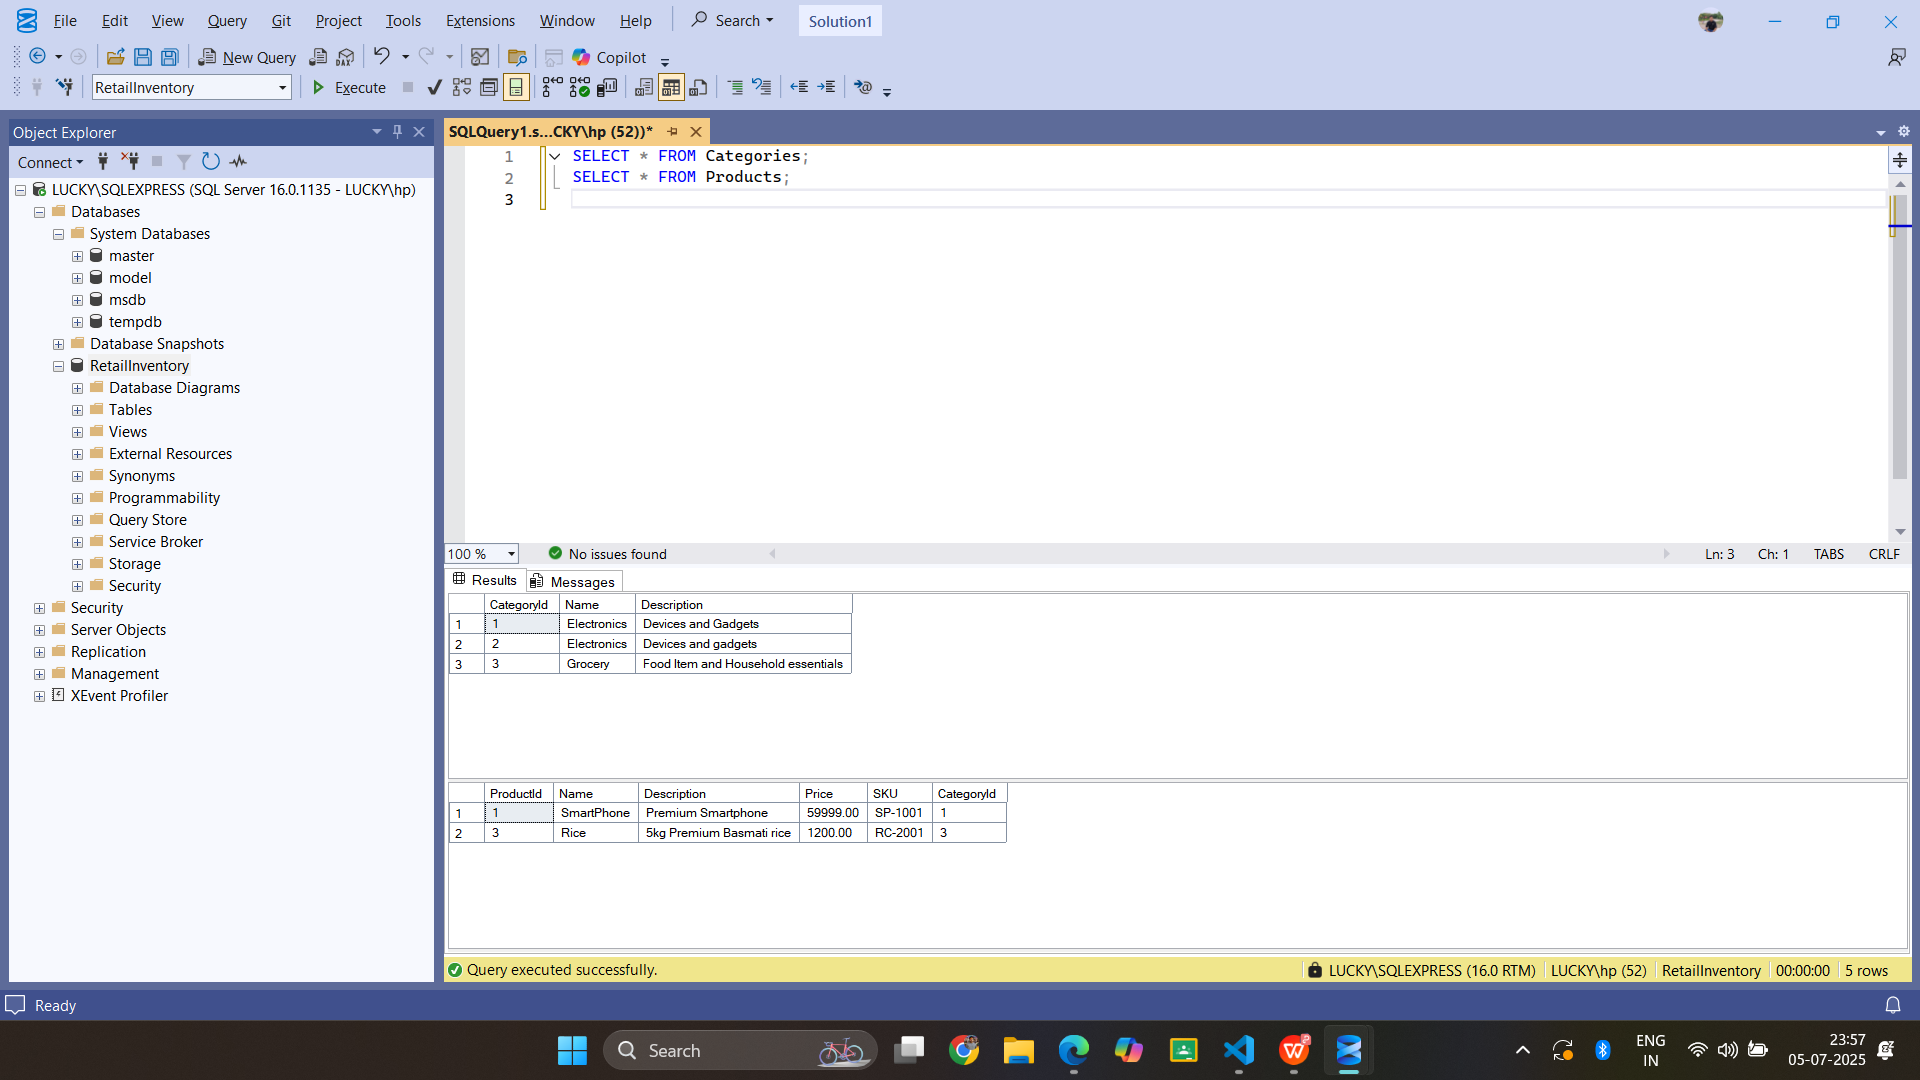 File Edit View Query Git Project Tools Extensions Window Help Search Solution1
New Query DAX Copilot
RetailInventory Execute
Object Explorer
Connect
LUCKY\SQLEXPRESS (SQL Server 16.0.1135 - LUCKY\hp)
Databases
System Databases
master
model
msdb
tempdb
Database Snapshots
RetailInventory
Database Diagrams
Tables
Views
External Resources
Synonyms
Programmability
Query Store
Service Broker
Storage
Security
Security
Server Objects
Replication
Management
XEvent Profiler
SQLQuery1.s...CKY\hp (52))*
1 SELECT * FROM Categories;
2 SELECT * FROM Products;
3
100 % No issues found Ln: 3 Ch: 1 TABS CRLF
Results Messages
CategoryId Name Description
1 1 Electronics Devices and Gadgets
2 2 Electronics Devices and gadgets
3 3 Grocery Food Item and Household essentials
ProductId Name Description Price SKU CategoryId
1 1 SmartPhone Premium Smartphone 59999.00 SP-1001 1
2 3 Rice 5kg Premium Basmati rice 1200.00 RC-2001 3
Query executed successfully. LUCKY\SQLEXPRESS (16.0 RTM) LUCKY\hp (52) RetailInventory 00:00:00 5 rows
Ready
Search ENG 23:57
IN 05-07-2025